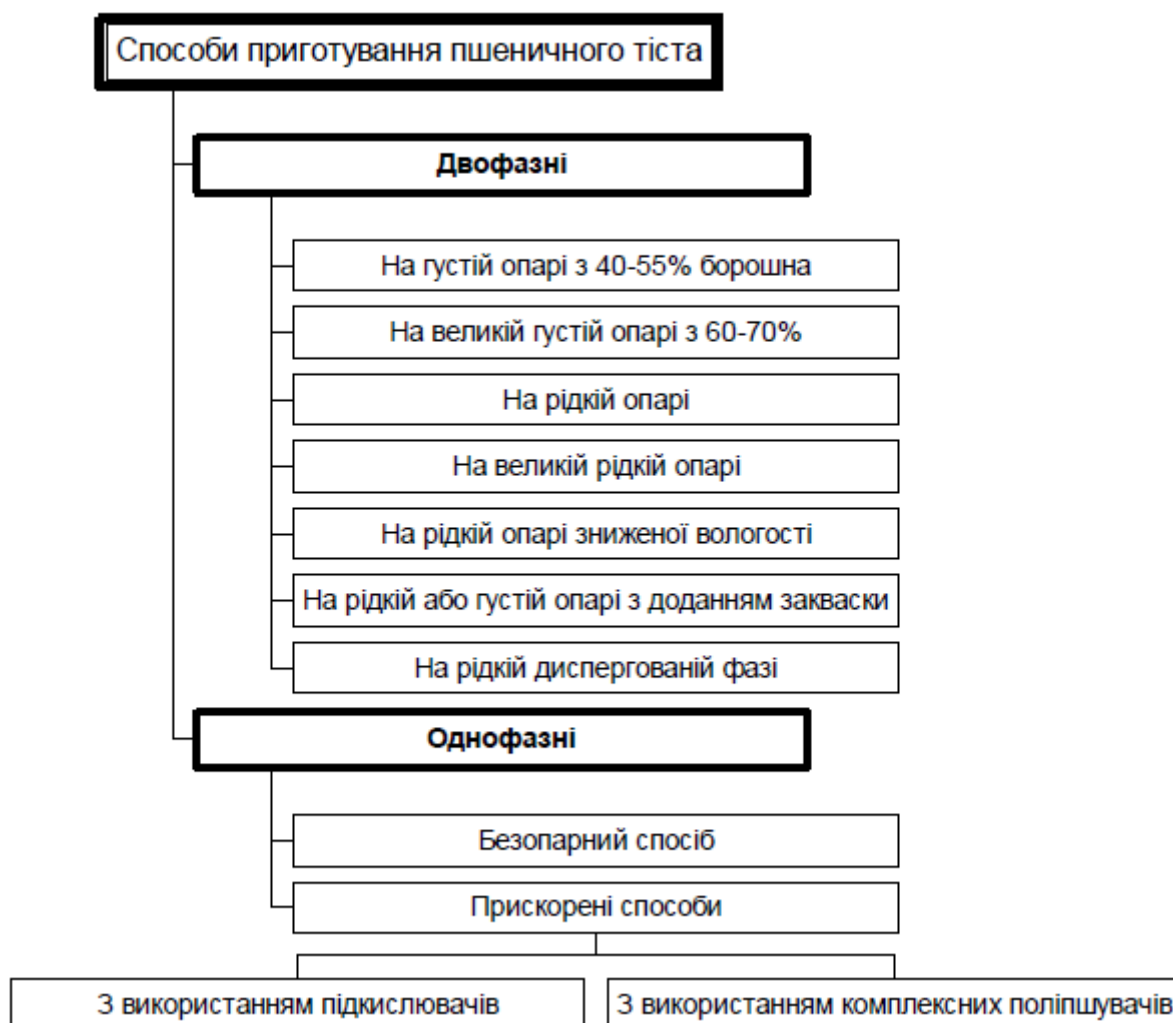 Способи приготування пшеничного тіста
Двофазні
На густій опарі з 40-55% борошна
На великій густій опарі з 60-70%
На рідкій опарі
На великій рідкій опарі
На рідкій опарі зниженої вологості
На рідкій або густій опарі з доданням закваски
На рідкій диспергованій фазі
Однофазні
Безопарний спосіб
Прискорені способи
З використанням підкислювачів
З використанням комплексних поліпшувачів